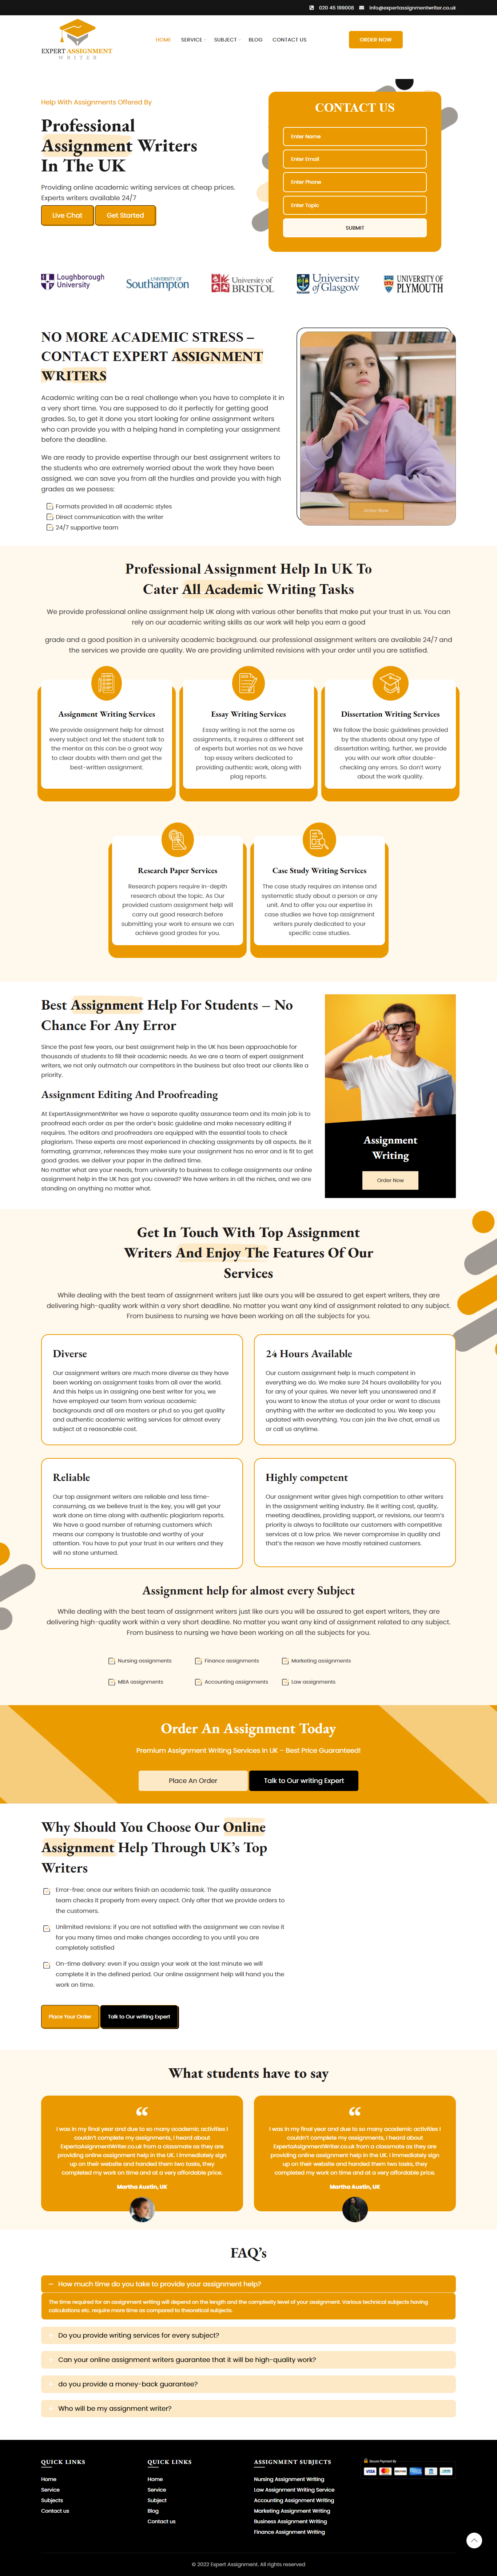 020 45 199008 info@expertassignmentwriter.co.uk
EXPERT ASSIGNMENT
WRITER
HOME SERVICE SUBJECT BLOG CONTACT US
ORDER NOW
Help With Assignments Offered By
Professional
Assignment Writers
In The UK
Providing online academic writing services at cheap prices.
Experts writers available 24/7
Live Chat Get Started
CONTACT US
Enter Name
Enter Email
Enter Phone
Enter Topic
SUBMIT
Loughborough
University
UNIVERSITY OF
Southampton
University of
BRISTOL
University
of Glasgow
UNIVERSITY OF
PLYMOUTH
NO MORE ACADEMIC STRESS –
CONTACT EXPERT ASSIGNMENT
WRITERS
Academic writing can be a real challenge when you have to complete it in
a very short time. You are supposed to do it perfectly for getting good
grades. So, to get it done you start looking for online assignment writers
who can provide you with a helping hand in completing your assignment
before the deadline.
We are ready to provide expertise through our best assignment writers to
the students who are extremely worried about the work they have been
assigned. we can save you from all the hurdles and provide you with high
grades as we possess:
Formats provided in all academic styles
Direct communication with the writer
24/7 supportive team
Order Now
Professional Assignment Help In UK To
Cater All Academic Writing Tasks
We provide professional online assignment help UK along with various other benefits that make put your trust in us. You can
rely on our academic writing skills as our work will help you earn a good
grade and a good position in a university academic background. our professional assignment writers are available 24/7 and
the services we provide are quality. We are providing unlimited revisions with your order until you are satisfied.
Assignment Writing Services
We provide assignment help for almost
every subject and let the student talk to
the mentor as this can be a great way
to clear doubts with them and get the
best-written assignment.
Essay Writing Services
Essay writing is not the same as
assignments, it requires a different set
of experts but worries not as we have
top essay writers dedicated to
providing authentic work, along with
plag reports.
Dissertation Writing Services
We follow the basic guidelines provided
by the students about any type of
dissertation writing. further, we provide
you with our work after double-
checking any errors. So don't worry
about the work quality.
Research Paper Services
Research papers require in-depth
research about the topic. As Our
provided custom assignment help will
carry out good research before
submitting your work to ensure we can
achieve good grades for you.
Case Study Writing Services
The case study requires an intense and
systematic study about a person or any
unit. And to offer you our expertise in
case studies we have top assignment
writers purely dedicated to your
specific case studies.
Best Assignment Help For Students – No
Chance For Any Error
Since the past few years, our best assignment help in the UK has been approachable for
thousands of students to fill their academic needs. As we are a team of expert assignment
writers, we not only outmatch our competitors in the business but also treat our clients like a
priority.
Assignment Editing And Proofreading
At ExpertAssignmentWriter we have a separate quality assurance team and its main job is to
proofread each order as per the order's basic guideline and make necessary editing if
requires. The editors and proofreaders are equipped with the essential tools to check
plagiarism. These experts are most experienced in checking assignments by all aspects. Be it
formating, grammar, references they make sure your assignment has no error and is fit to get
good grades. we deliver your paper in the defined time.
No matter what are your needs, from university to business to college assignments our online
assignment help in the UK has got you covered? We have writers in all the niches, and we are
standing on anything no matter what.
Assignment
Writing
Order Now
Get In Touch With Top Assignment
Writers And Enjoy The Features Of Our
Services
While dealing with the best team of assignment writers just like ours you will be assured to get expert writers, they are
delivering high-quality work within a very short deadline. No matter you want any kind of assignment related to any subject.
From business to nursing we have been working on all the subjects for you.
Diverse
Our assignment writers are much more diverse as they have
been working on assignment tasks from all over the world.
And this helps us in assigning one best writer for you, we
have employed our team from various academic
backgrounds and all are masters or ph.d so you get quality
and authentic academic writing services for almost every
subject at a reasonable cost.
24 Hours Available
Our custom assignment help is much competent in
everything we do. We make sure 24 hours availability for you
for any of your quires. We never left you unanswered and if
you want to know the status of your order or want to discuss
anything with the writer we dedicated to you. We keep you
updated with everything. You can join the live chat, email us
or call us anytime.
Reliable
Our top assignment writers are reliable and less time-
consuming, as we believe trust is the key, you will get your
work done on time along with authentic plagiarism reports.
We have a good number of returning customers which
means our company is trustable and worthy of your
attention. You have to put your trust in our writers and they
will no stone unturned.
Highly competent
Our assignment writer gives high competition to other writers
in the assignment writing industry. Be it writing cost, quality,
meeting deadlines, providing support, or revisions, our team's
priority is always to facilitate our customers with competitive
services at a low price. We never compromise in quality and
that's the reason we have mostly retained customers.
Assignment help for almost every Subject
While dealing with the best team of assignment writers just like ours you will be assured to get expert writers, they are
delivering high-quality work within a very short deadline. No matter you want any kind of assignment related to any subject.
From business to nursing we have been working on all the subjects for you.
Nursing assignments Finance assignments Marketing assignments
MBA assignments Accounting assignments Law assignments
Order An Assignment Today
Premium Assignment Writing Services In UK – Best Price Guaranteed!
Place An Order Talk to Our writing Expert
Why Should You Choose Our Online
Assignment Help Through UK's Top
Writers
Error-free: once our writers finish an academic task. The quality assurance
team checks it properly from every aspect. Only after that we provide orders to
the customers.
Unlimited revisions: if you are not satisfied with the assignment we can revise it
for you many times and make changes according to you until you are
completely satisfied
On-time delivery: even if you assign your work at the last minute we will
complete it in the defined period. Our online assignment help will hand you the
work on time.
Place Your Order Talk to Our writing Expert
What students have to say
I was in my final year and due to so many academic activities I
couldn't complete my assignments, I heard about
ExpertaAsignmentWriter.co.uk from a classmate as they are
providing online assignment help in the UK. I immediately sign
up on their website and handed them two tasks, they
completed my work on time and at a very affordable price.
Martha Austin, UK
I was in my final year and due to so many academic activities I
couldn't complete my assignments, I heard about
ExpertaAsignmentWriter.co.uk from a classmate as they are
providing online assignment help in the UK. I immediately sign
up on their website and handed them two tasks, they
completed my work on time and at a very affordable price.
Martha Austin, UK
FAQ's
How much time do you take to provide your assignment help?
The time required for an assignment writing will depend on the length and the complexity level of your assignment. Various technical subjects having
calculations etc. require more time as compared to theoretical subjects.
Do you provide writing services for every subject?
Can your online assignment writers guarantee that it will be high-quality work?
do you provide a money-back guarantee?
Who will be my assignment writer?
QUICK LINKS
Home
Service
Subjects
Contact us
QUICK LINKS
Home
Service
Subject
Blog
Contact us
ASSIGNMENT SUBJECTS
Nursing Assignment Writing
Law Assignment Writing Service
Accounting Assignment Writing
Marketing Assignment Writing
Business Assignment Writing
Finance Assignment Writing
Secure Payment By
VISA
© 2022 Expert Assignment. All rights reserved